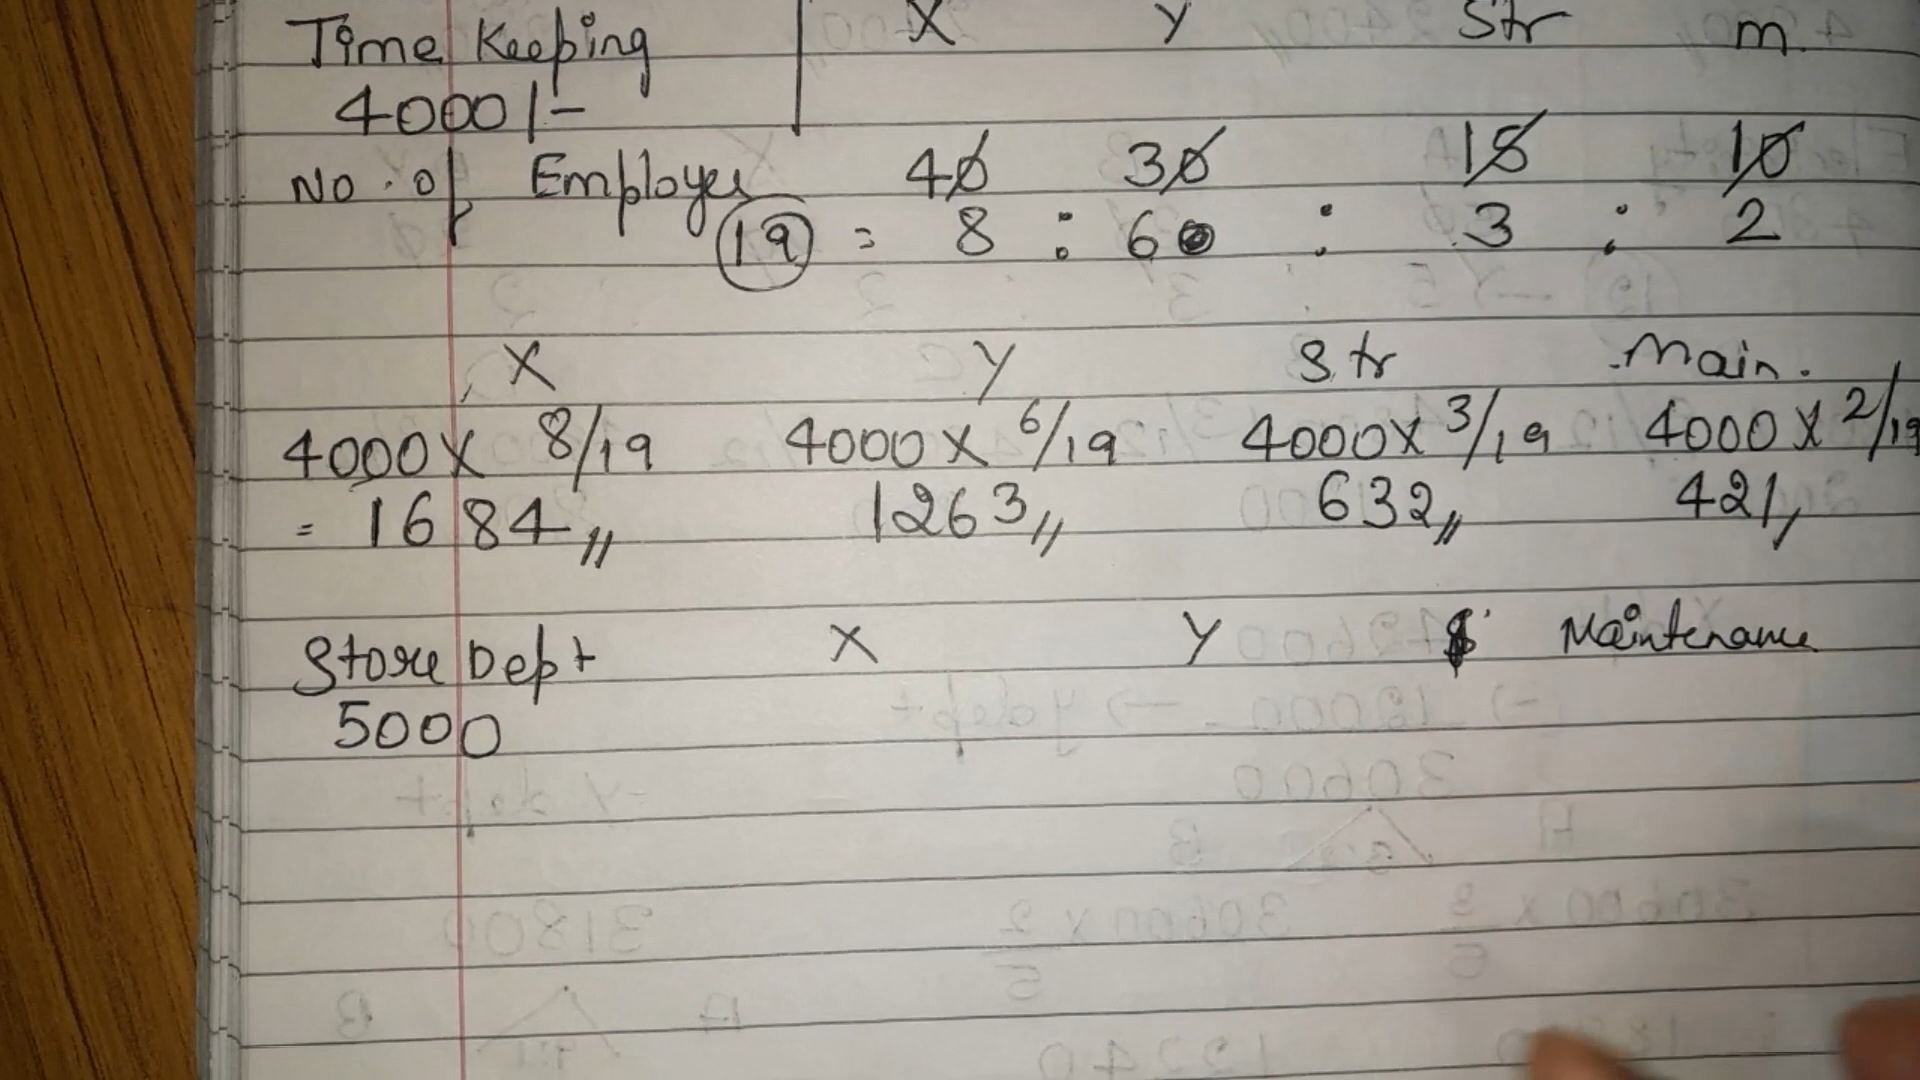 Time Keeping X Y Str m.
4000/-
No. of Employee 40 30 15 10
19 = 8 : 6 : 3 : 2
X Y Str Main.
4000 X 8/19 4000 X 6/19 4000 X 3/19 4000 X 2/19
= 1684,, 1263,, 632,, 421,
Store Dept X Y Maintenance
5000